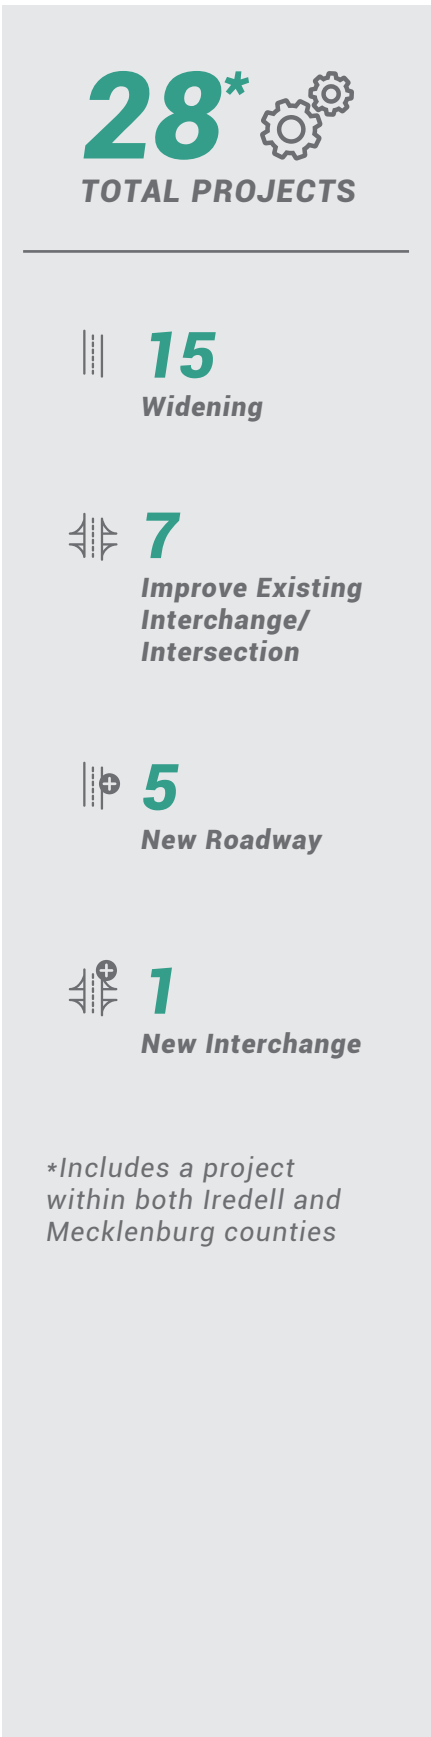 28*
TOTAL PROJECTS
15
Widening
7
Improve Existing
Interchange/
Intersection
5
New Roadway
1
New Interchange
*Includes a project
within both Iredell and
Mecklenburg counties